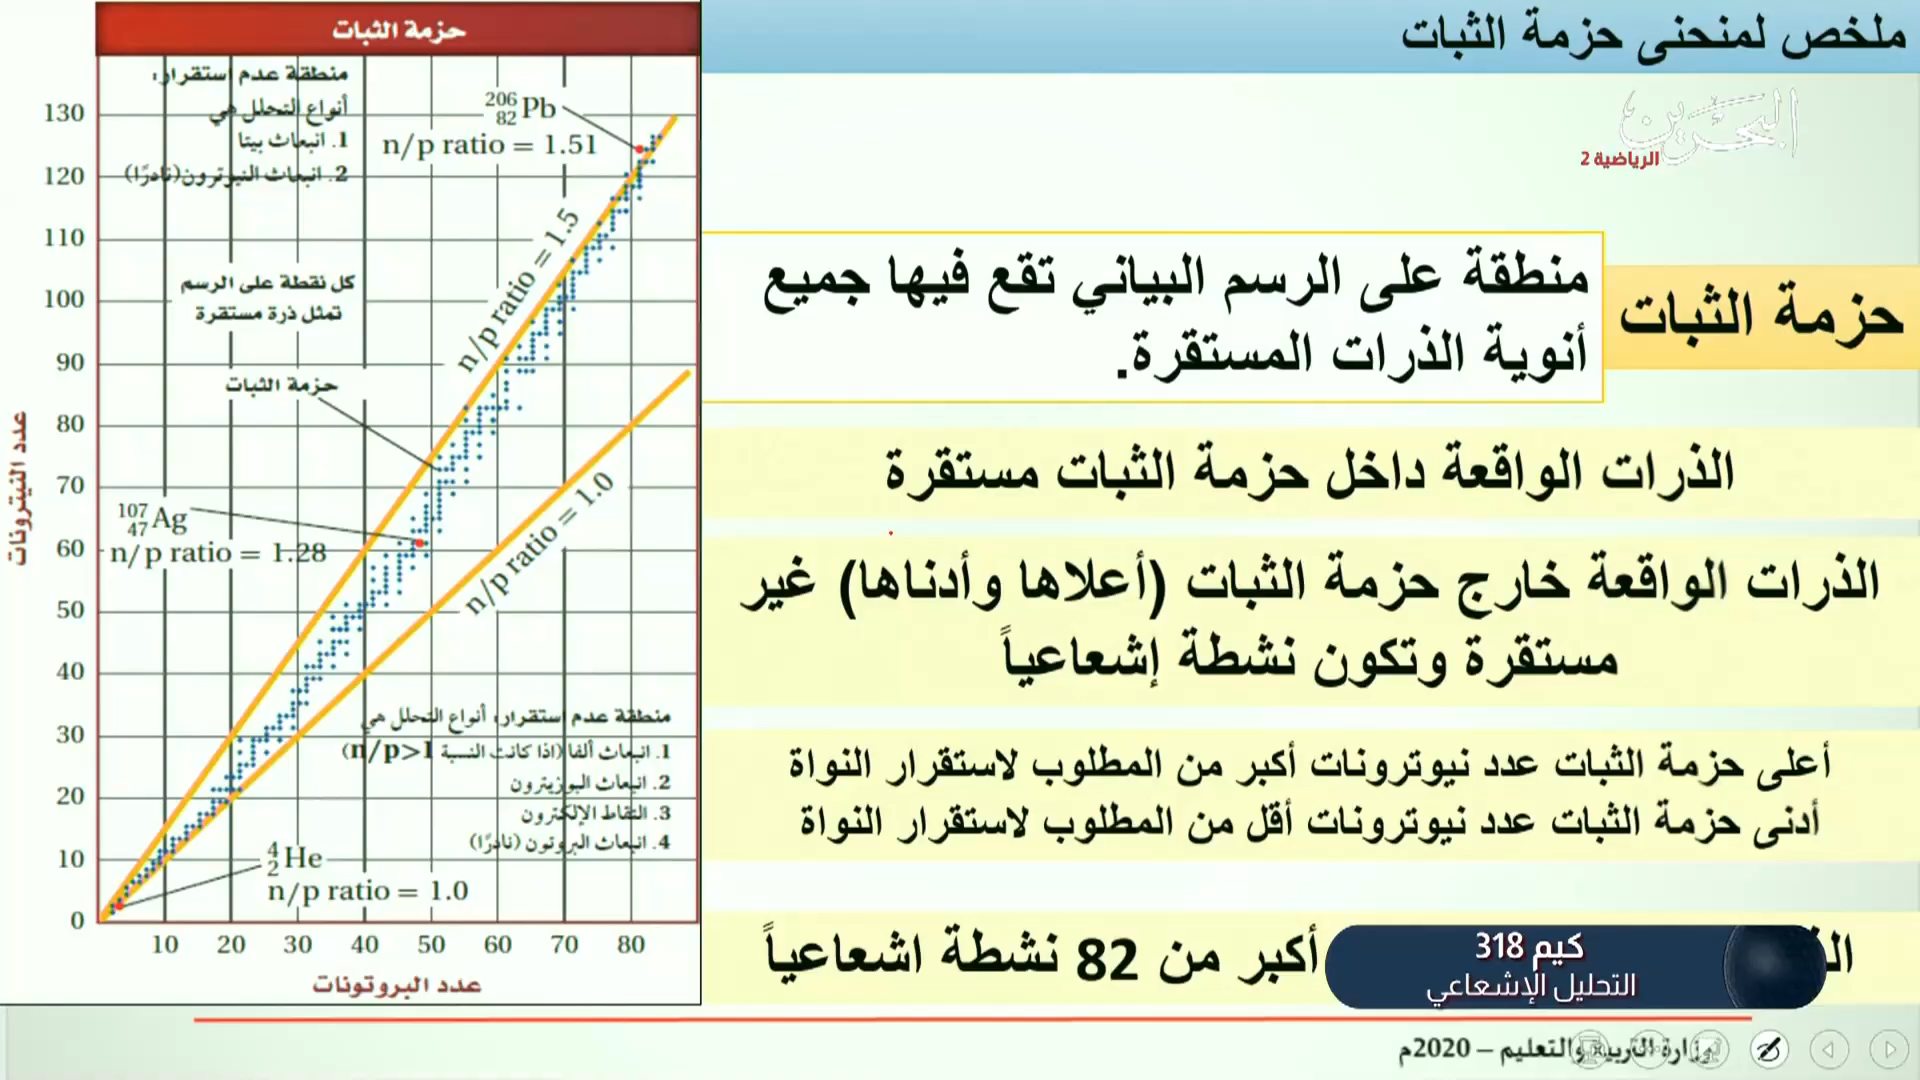 ملخص لمنحنى حزمة الثبات
البحرين
الرياضية 2
حزمة الثبات
منطقة على الرسم البياني تقع فيها جميع
أنوية الذرات المستقرة.
الذرات الواقعة داخل حزمة الثبات مستقرة
الذرات الواقعة خارج حزمة الثبات (أعلاها وأدناها) غير
مستقرة وتكون نشطة إشعاعياً
أعلى حزمة الثبات عدد نيوترونات أكبر من المطلوب لاستقرار النواة
أدنى حزمة الثبات عدد نيوترونات أقل من المطلوب لاستقرار النواة
أكبر من 82 نشطة اشعاعياً
كيم 318
التحليل الإشعاعي
وزارة التربية والتعليم – 2020م
حزمة الثبات
منطقة عدم استقرار:
أنواع التحلل هي
1. انبعاث بيتا
2. انبعاث النيوترون(نادرًا)
206 82 Pb
n/p ratio = 1.51
كل نقطة على الرسم
تمثل ذرة مستقرة
n/p ratio = 1.5
حزمة الثبات
107 47 Ag
n/p ratio = 1.28
n/p ratio = 1.0
منطقة عدم استقرار: أنواع التحلل هي
1. انبعاث ألفا (اذا كانت النسبة n/p>1)
2. انبعاث البوزيترون
3. التقاط الإلكترون
4. انبعاث البروتون (نادرًا)
4 2 He
n/p ratio = 1.0
عدد النيترونات
130
120
110
100
90
80
70
60
50
40
30
20
10
0
10 20 30 40 50 60 70 80
عدد البروتونات